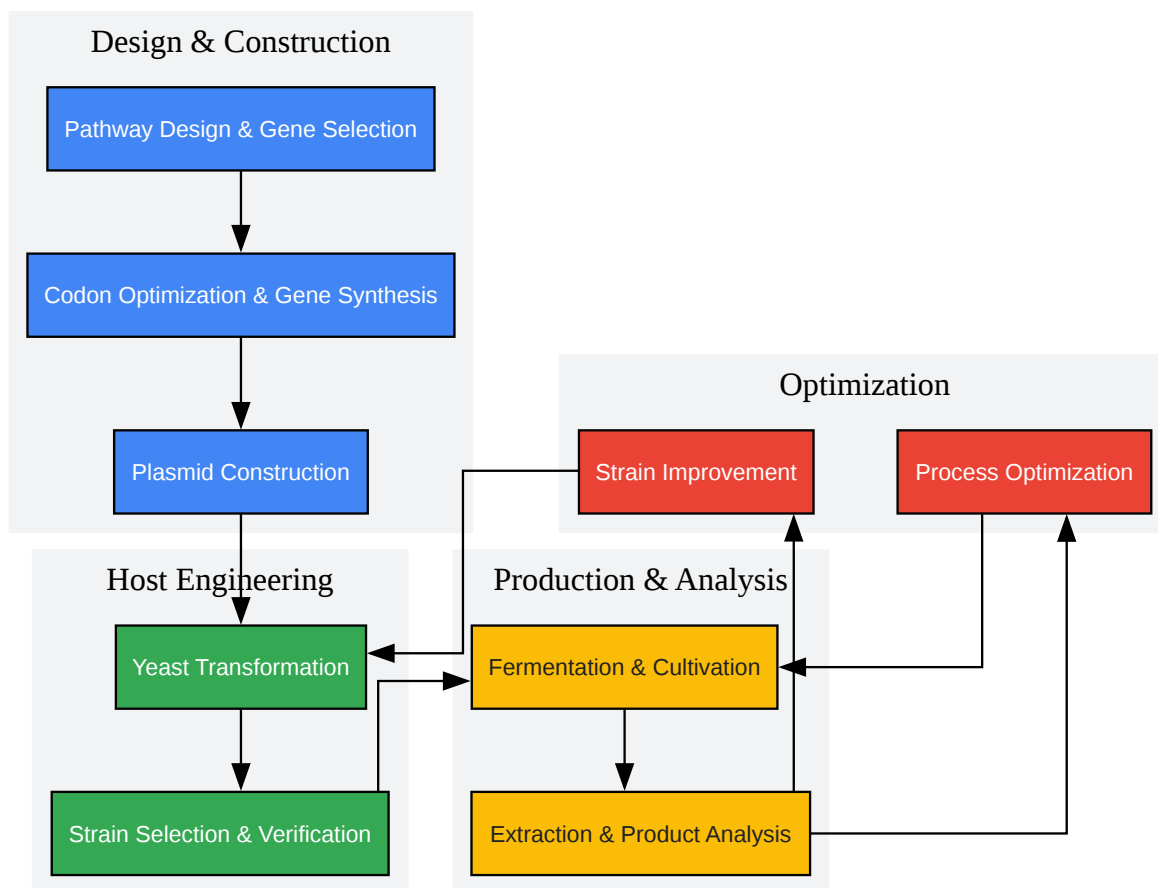 Design & Construction
Pathway Design & Gene Selection
Codon Optimization & Gene Synthesis
Plasmid Construction
Optimization
Strain Improvement
Process Optimization
Host Engineering
Yeast Transformation
Strain Selection & Verification
Production & Analysis
Fermentation & Cultivation
Extraction & Product Analysis